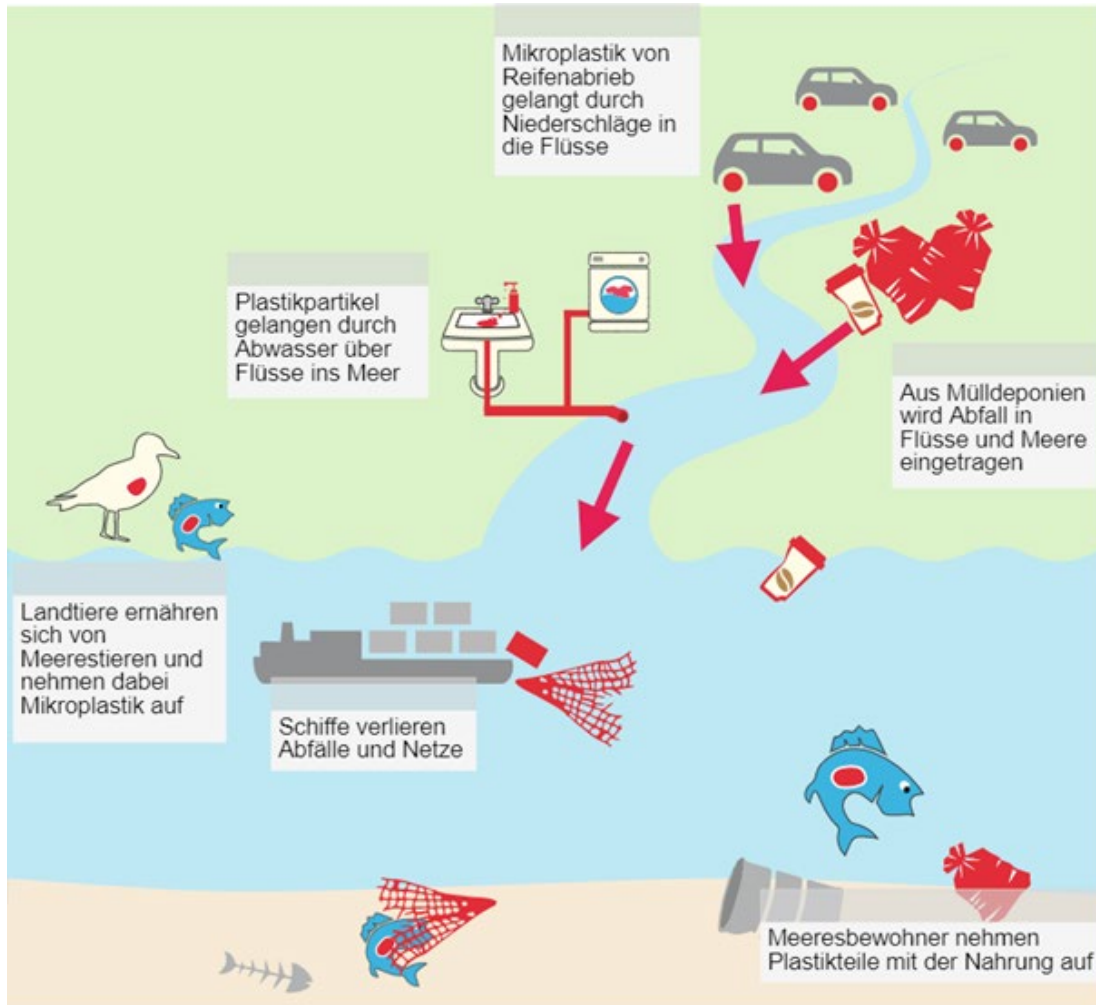 Mikroplastik von
Reifenabrieb
gelangt durch
Niederschläge in
die Flüsse
Plastikpartikel
gelangen durch
Abwasser über
Flüsse ins Meer
Aus Mülldeponien
wird Abfall in
Flüsse und Meere
eingetragen
Landtiere ernähren
sich von
Meerestieren und
nehmen dabei
Mikroplastik auf
Schiffe verlieren
Abfälle und Netze
Meeresbewohner nehmen
Plastikteile mit der Nahrung auf